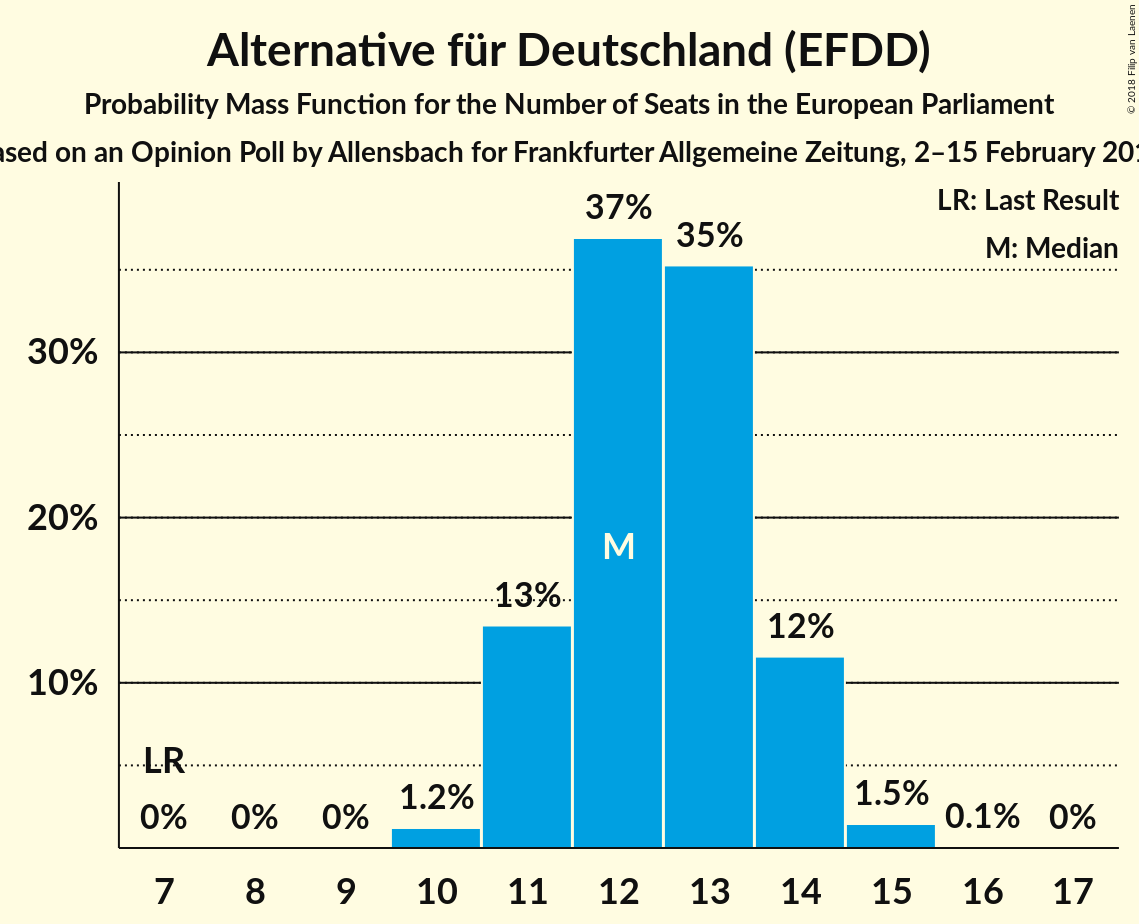 © 2018 Filip van Laenen
Alternative für Deutschland (EFDD)
Probability Mass Function for the Number of Seats in the European Parliament
on an Opinion Poll by Allensbach for Frankfurter Allgemeine Zeitung, 2–15 February
LR: Last Result
M: Median
37%
35%
30%
20%
M
13%
12%
10%
LR
0%
0%
0%
1.2%
1.5%
0.1%
0%
7 8 9 10 11 12 13 14 15 16 17